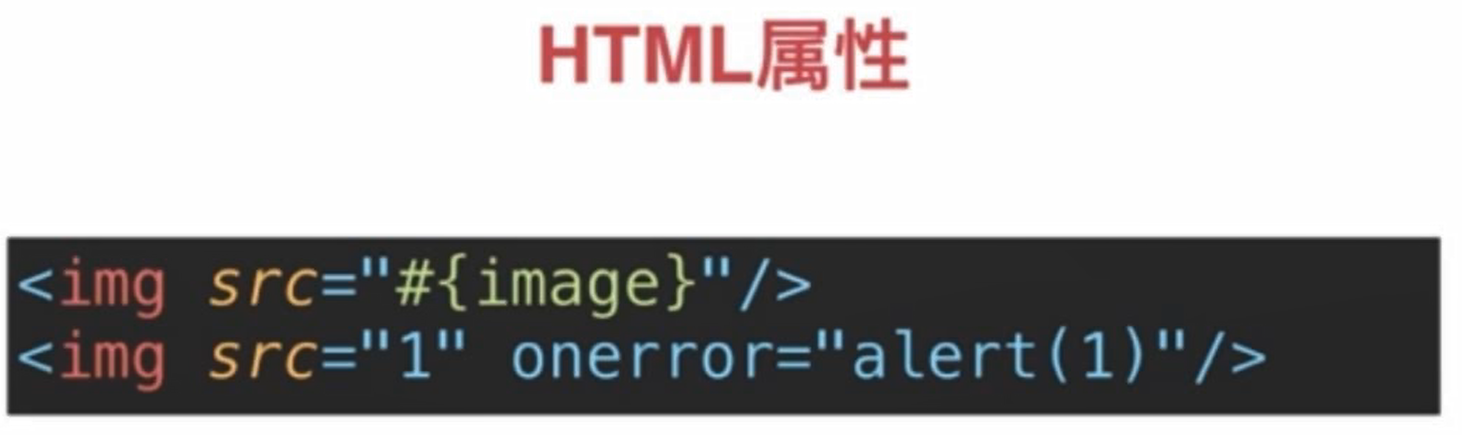 HTML属性
<img src="#{image}"/>
<img src="1" onerror="alert(1)"/>